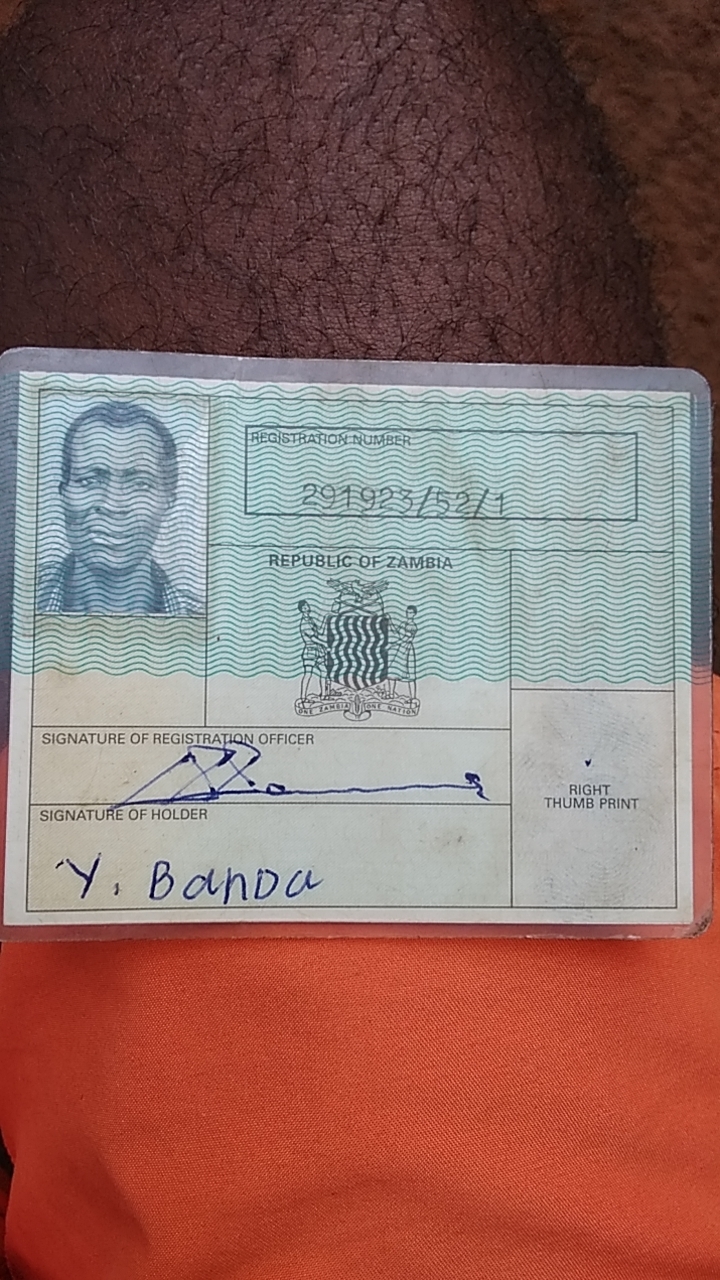 REGISTRATION NUMBER
291923/52/1
REPUBLIC OF ZAMBIA
ONE ZAMBIA ONE NATION
SIGNATURE OF REGISTRATION OFFICER
SIGNATURE OF HOLDER
Y. Banda
RIGHT
THUMB PRINT